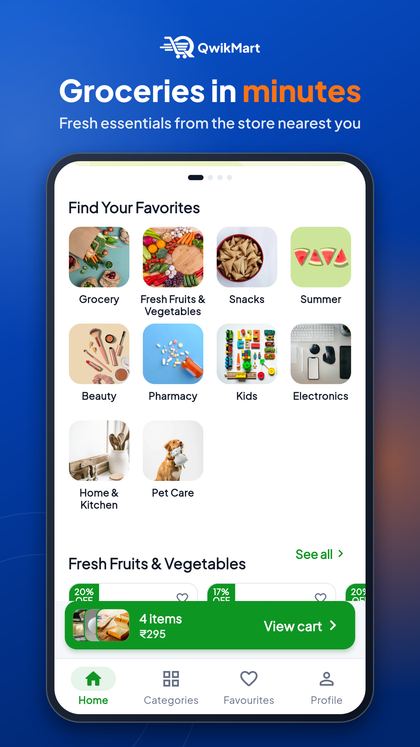 QwikMart
Groceries in minutes
Fresh essentials from the store nearest you
Find Your Favorites
Grocery
Fresh Fruits &
Vegetables
Snacks
Summer
Beauty
Pharmacy
Kids
Electronics
Home &
Kitchen
Pet Care
See all
Fresh Fruits & Vegetables
20%
OFF
17%
OFF
20%
4 items
₹295
View cart
Home
Categories
Favourites
Profile